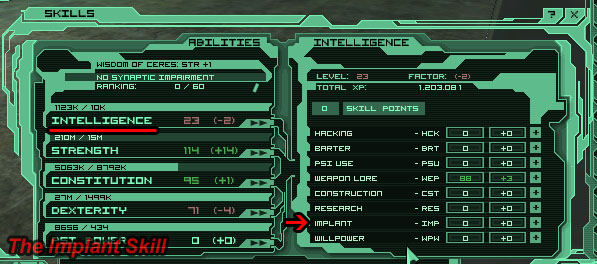 SKILLS
? X
ABILITIES
WISDOM OF CERES: STR +1
NO SYNAPTIC IMPAIRMENT
RANKING: 0 / 60
1123K / 10K
INTELLIGENCE 23 (-2)
210M / 15M
STRENGTH 114 (+14)
5063K / 8792K
CONSTITUTION 95 (+1)
27M / 1499K
DEXTERITY 71 (-4)
8656 / 434
0 (+0)
The Implant Skill
INTELLIGENCE
LEVEL: 23 FACTOR: (-2)
TOTAL XP: 1.203.081
0 SKILL POINTS
HACKING - HCK 0 +0 +
BARTER - BRT 0 +0 +
PSI USE - PSU 0 +0 +
WEAPON LORE - WEP 88 +3 +
CONSTRUCTION - CST 0 +0 +
RESEARCH - RES 0 +0 +
IMPLANT - IMP 0 +0 +
WILLPOWER - WPW 0 +0 +